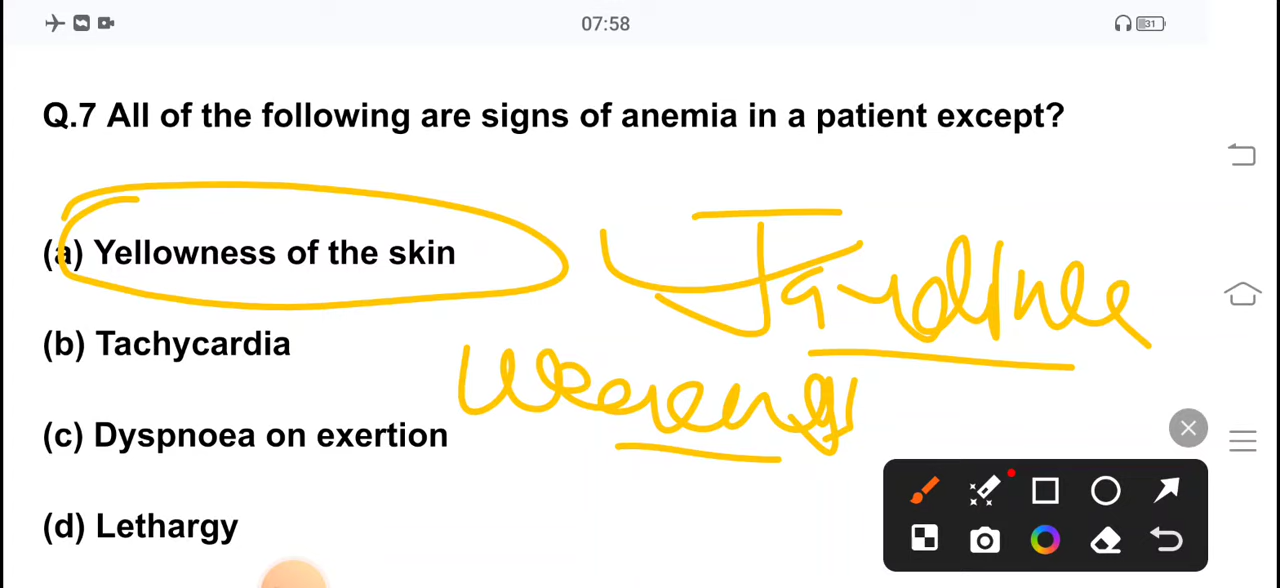 07:58
31
Q.7 All of the following are signs of anemia in a patient except?
(a) Yellowness of the skin
(b) Tachycardia
(c) Dyspnoea on exertion
(d) Lethargy